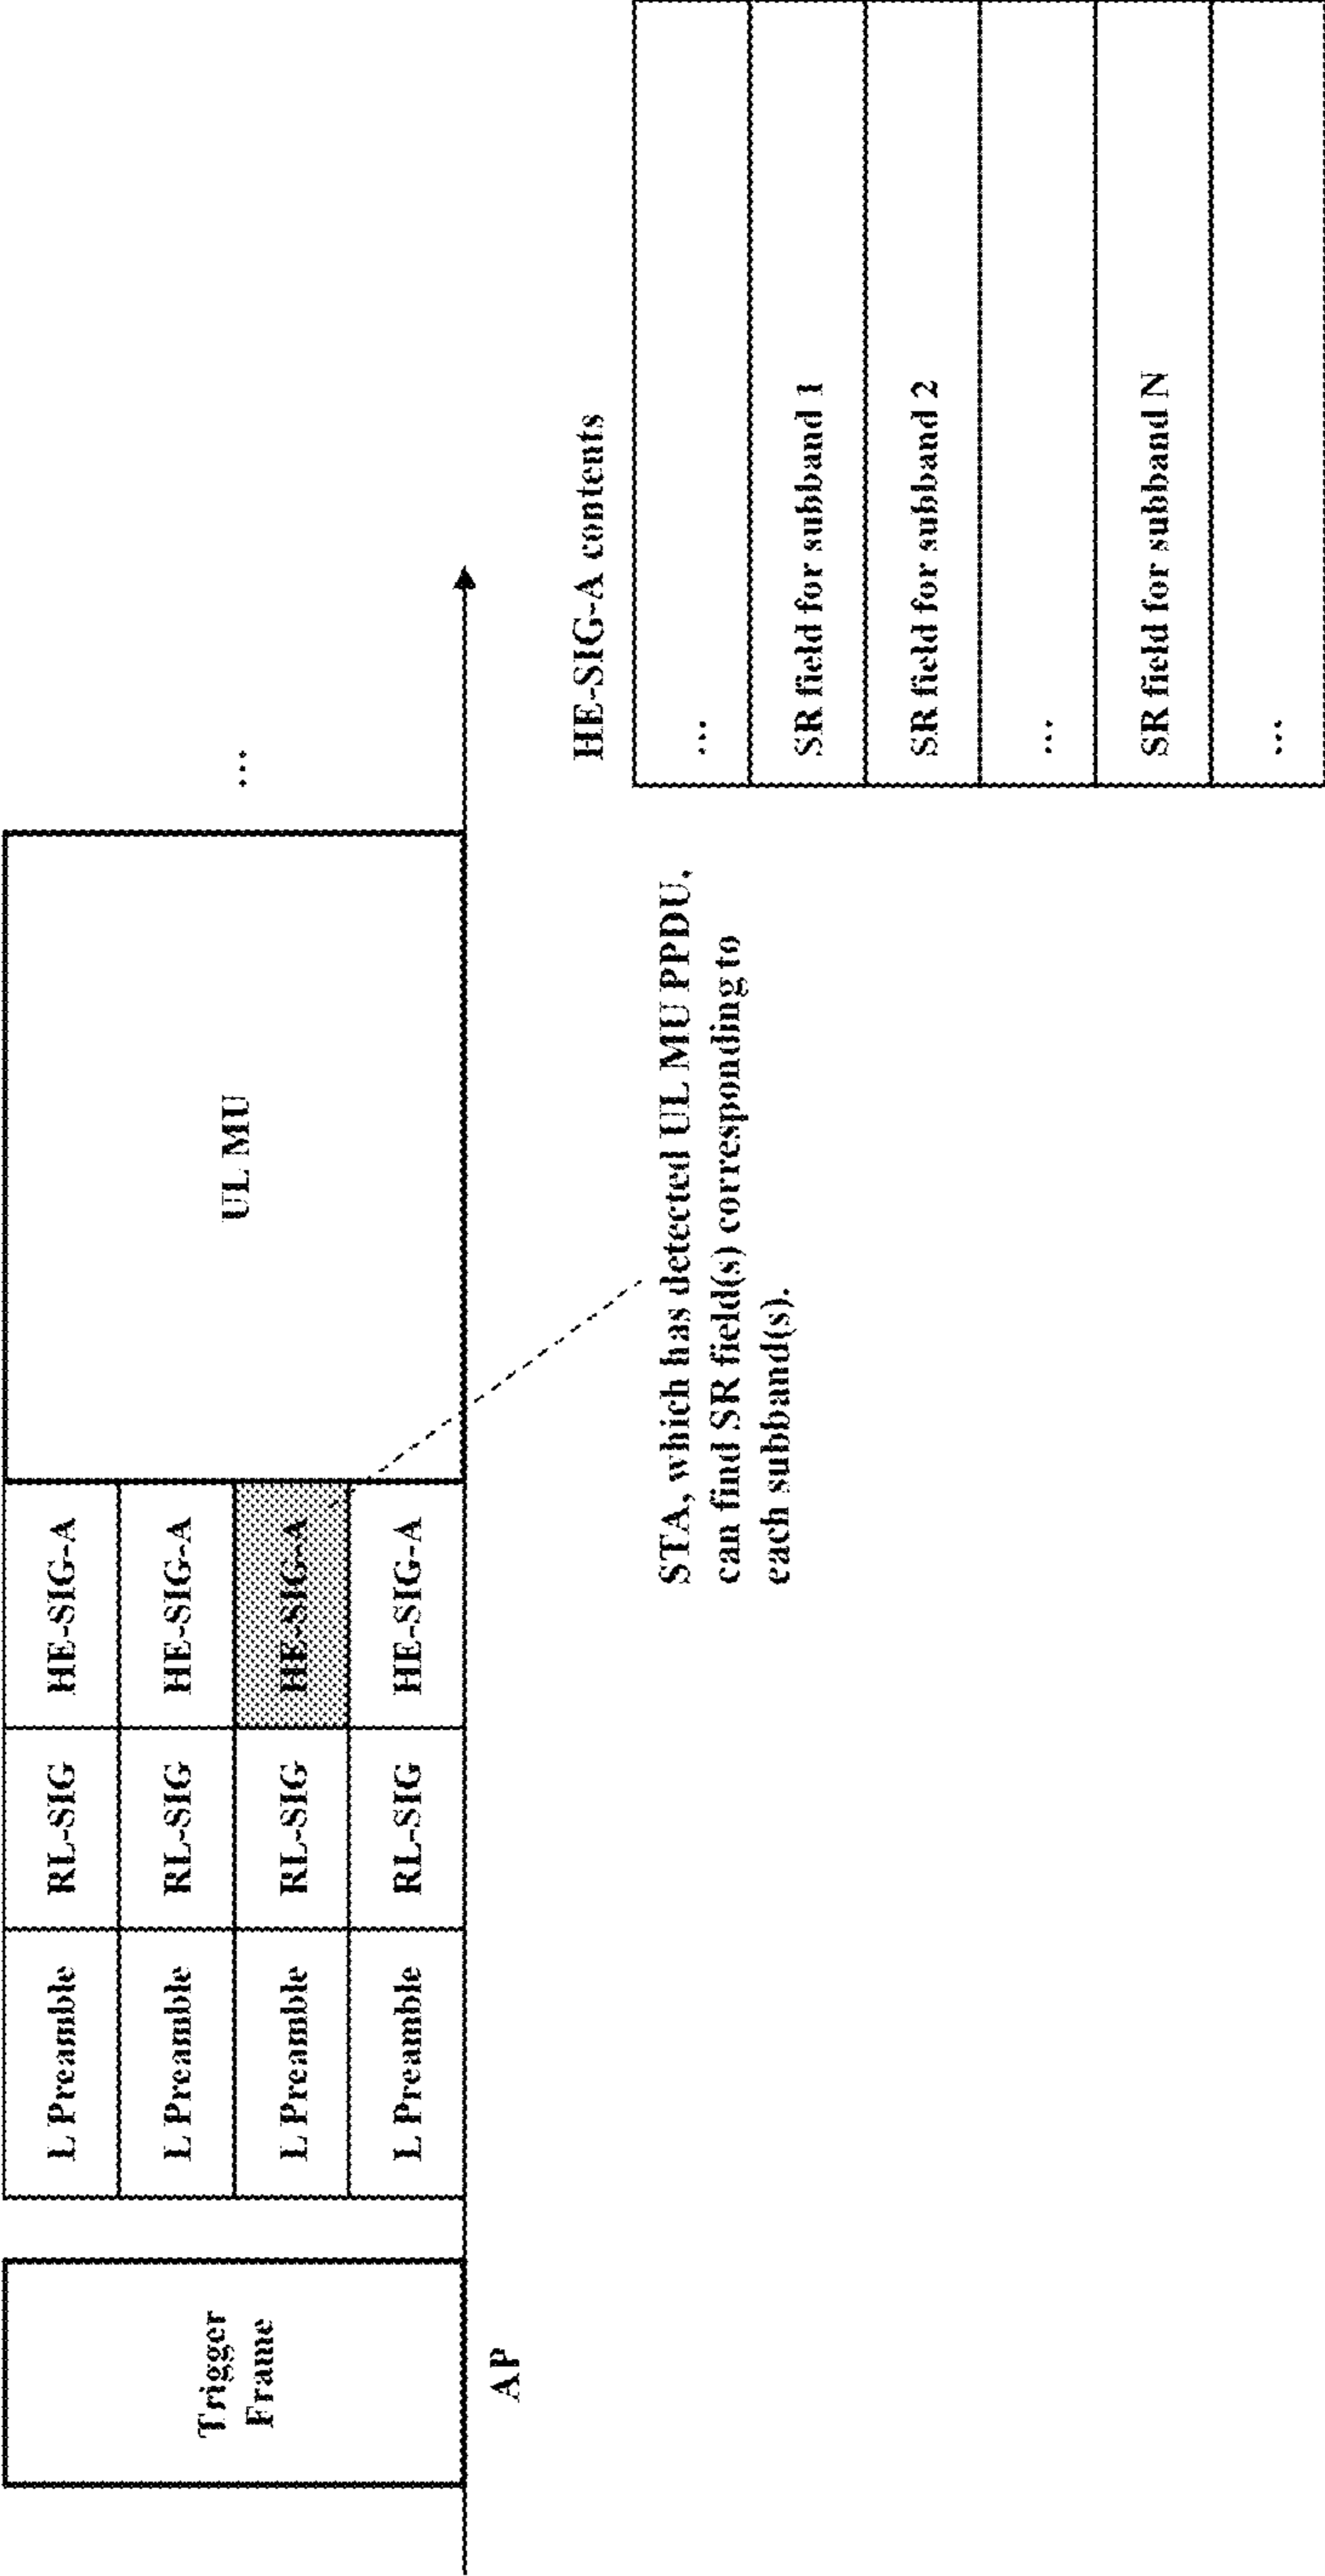 Trigger
Frame
AP
L Preamble
RL-SIG
HE-SIG-A
L Preamble
RL-SIG
HE-SIG-A
L Preamble
RL-SIG
HE-SIG-A
L Preamble
RL-SIG
HE-SIG-A
UL MU
...
STA, which has detected UL MU PPDU,
can find SR field(s) corresponding to
each subband(s).
HE-SIG-A contents
...
SR field for subband 1
SR field for subband 2
...
SR field for subband N
...